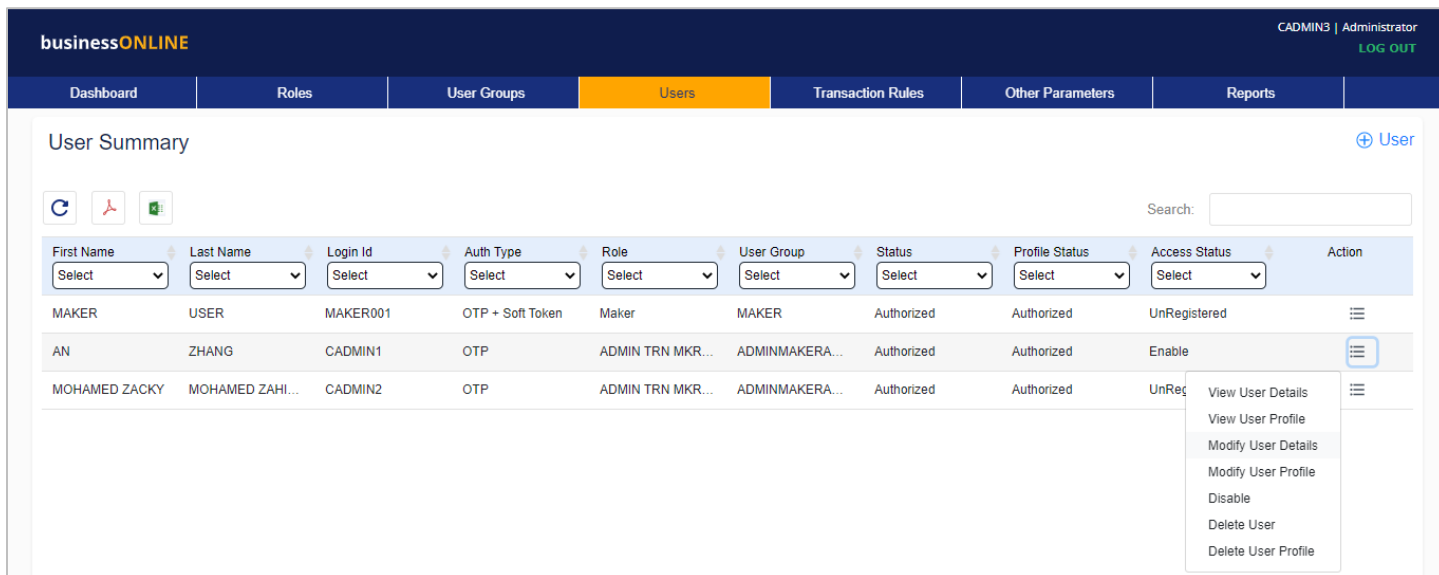 CADMIN3 | Administrator
businessONLINE
LOG OUT
Dashboard Roles User Groups Users Transaction Rules Other Parameters Reports
User Summary
User
Search:
First Name Last Name Login Id Auth Type Role User Group Status Profile Status Access Status Action
Select Select Select Select Select Select Select Select Select
MAKER USER MAKER001 OTP + Soft Token Maker MAKER Authorized Authorized UnRegistered
AN ZHANG CADMIN1 OTP ADMIN TRN MKR... ADMINMAKERA... Authorized Authorized Enable
MOHAMED ZACKY MOHAMED ZAHI... CADMIN2 OTP ADMIN TRN MKR... ADMINMAKERA... Authorized Authorized UnReg
View User Details
View User Profile
Modify User Details
Modify User Profile
Disable
Delete User
Delete User Profile